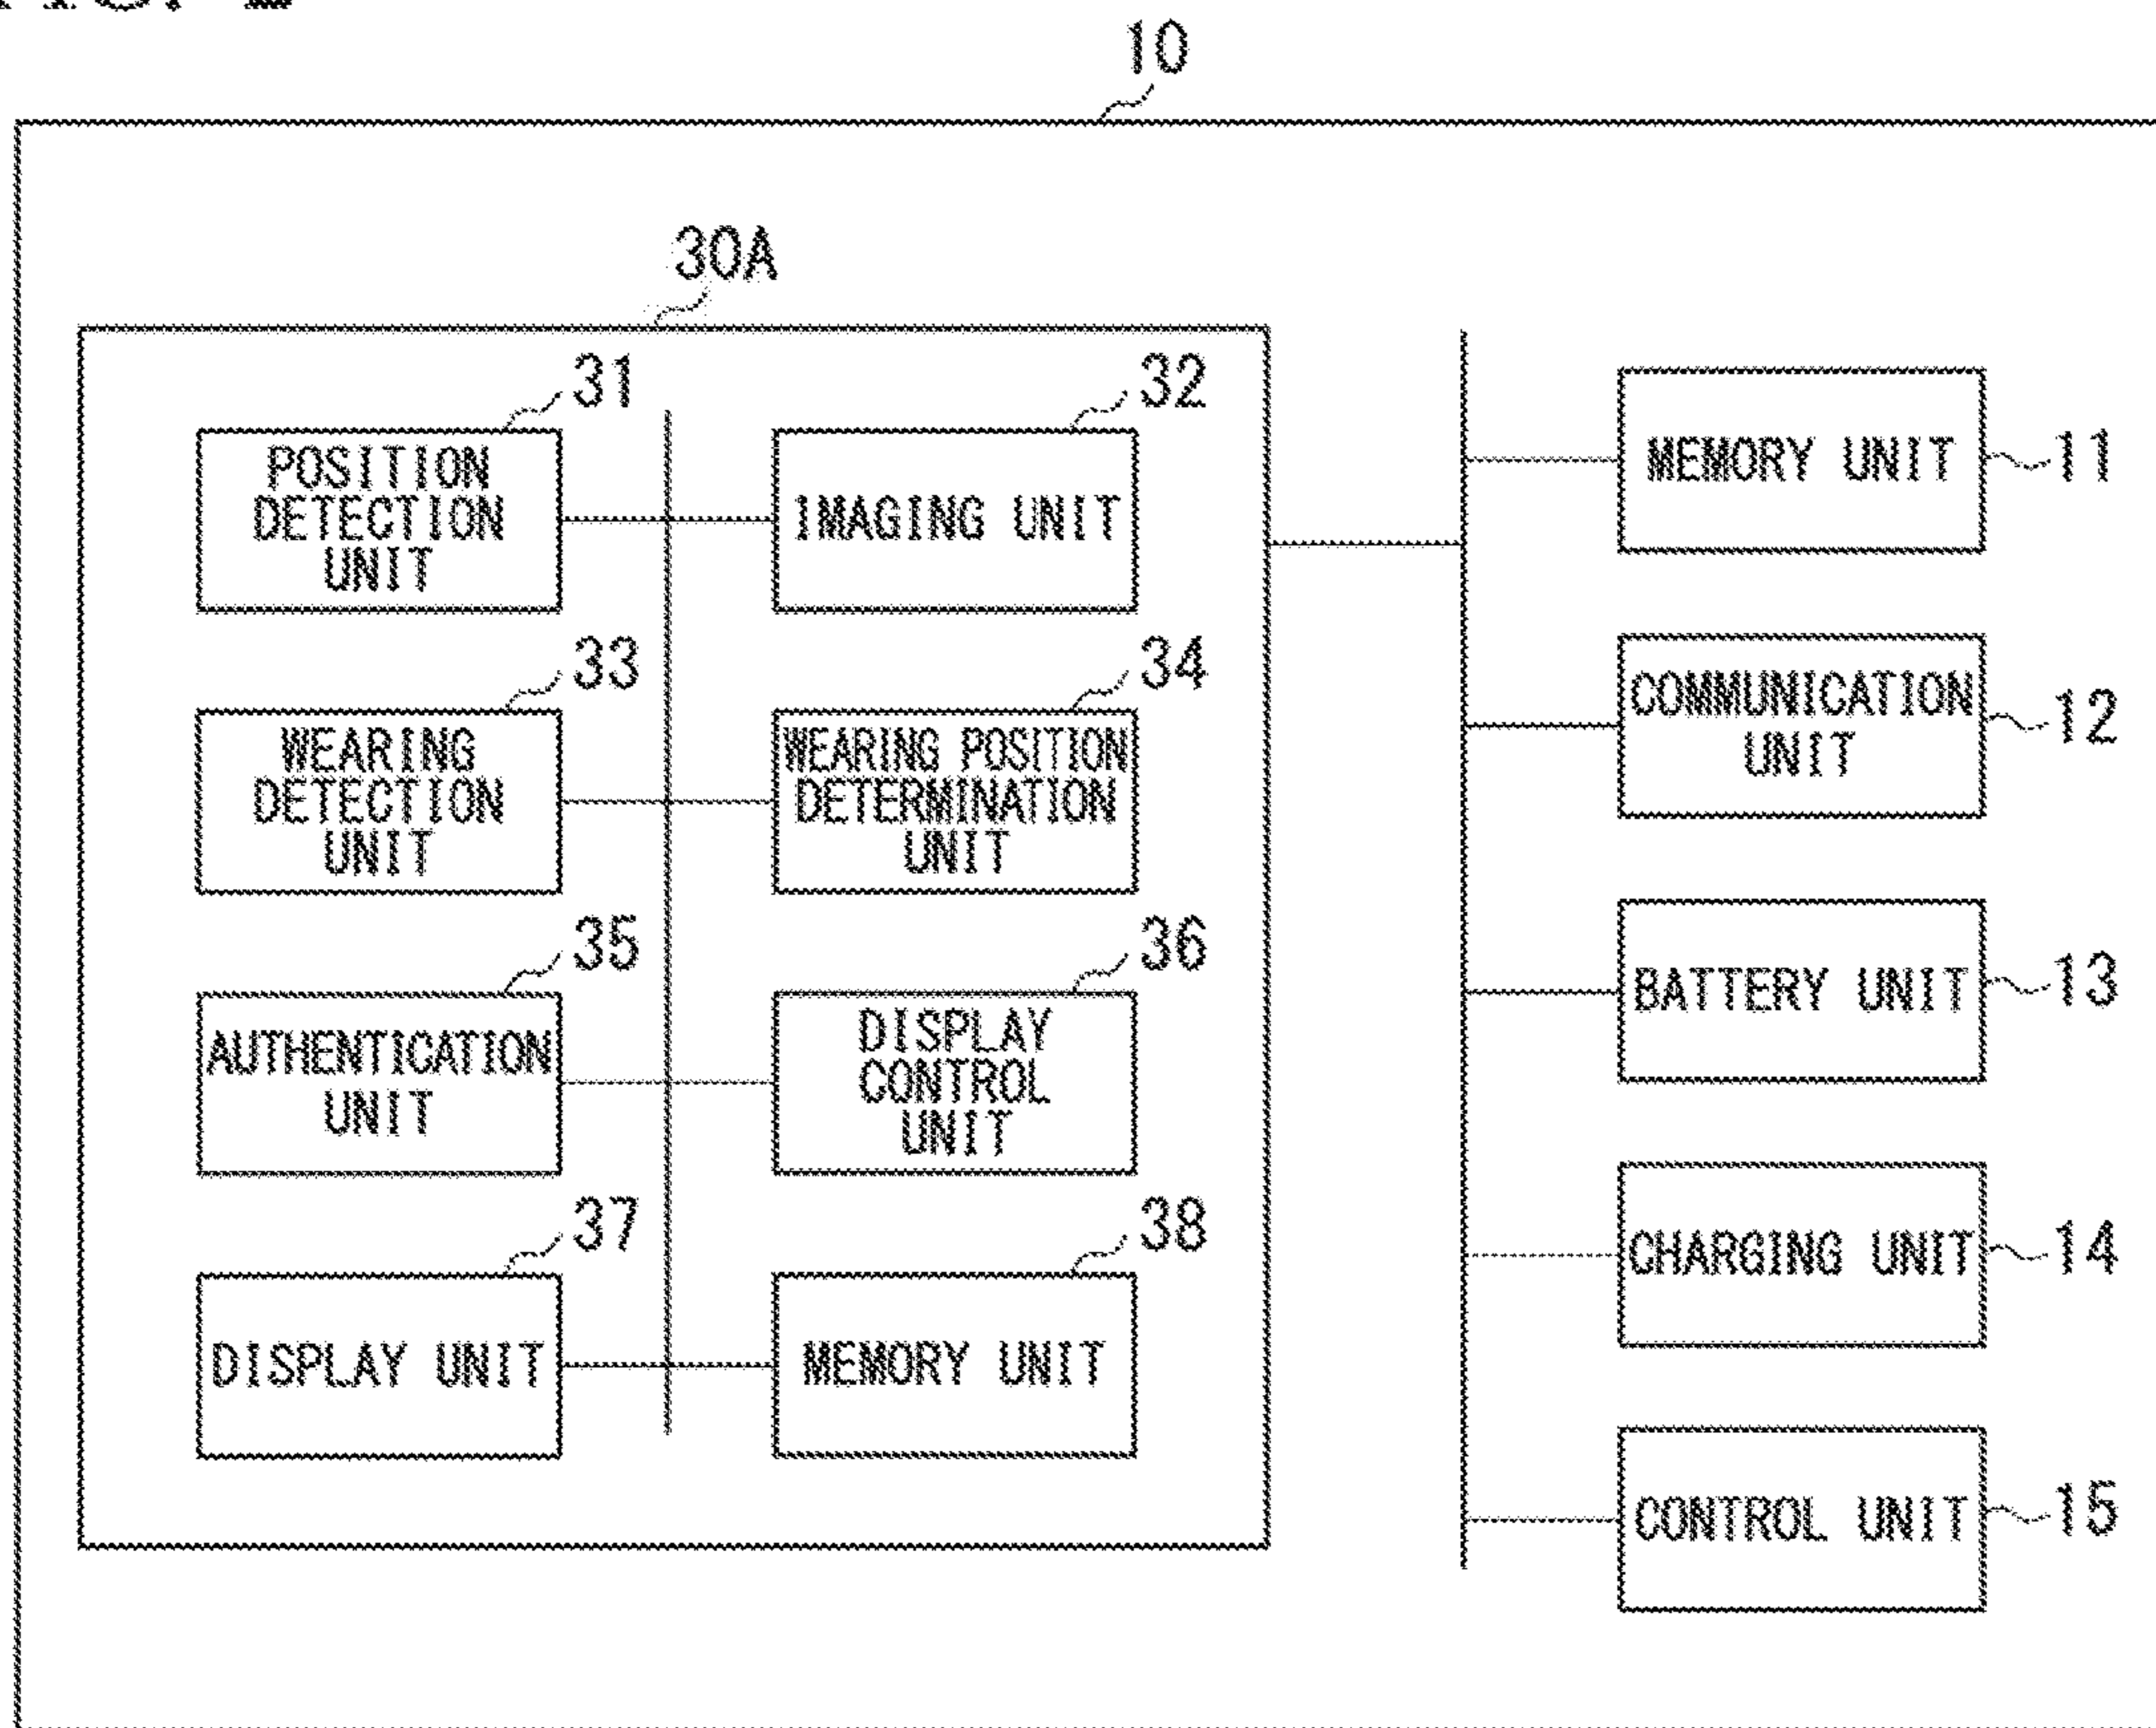 10
30A
31
POSITION
DETECTION
UNIT
32
IMAGING UNIT
33
WEARING
DETECTION
UNIT
34
WEARING POSITION
DETERMINATION
UNIT
35
AUTHENTICATION
UNIT
36
DISPLAY
CONTROL
UNIT
37
DISPLAY UNIT
38
MEMORY UNIT
MEMORY UNIT
11
COMMUNICATION
UNIT
12
BATTERY UNIT
13
CHARGING UNIT
14
CONTROL UNIT
15